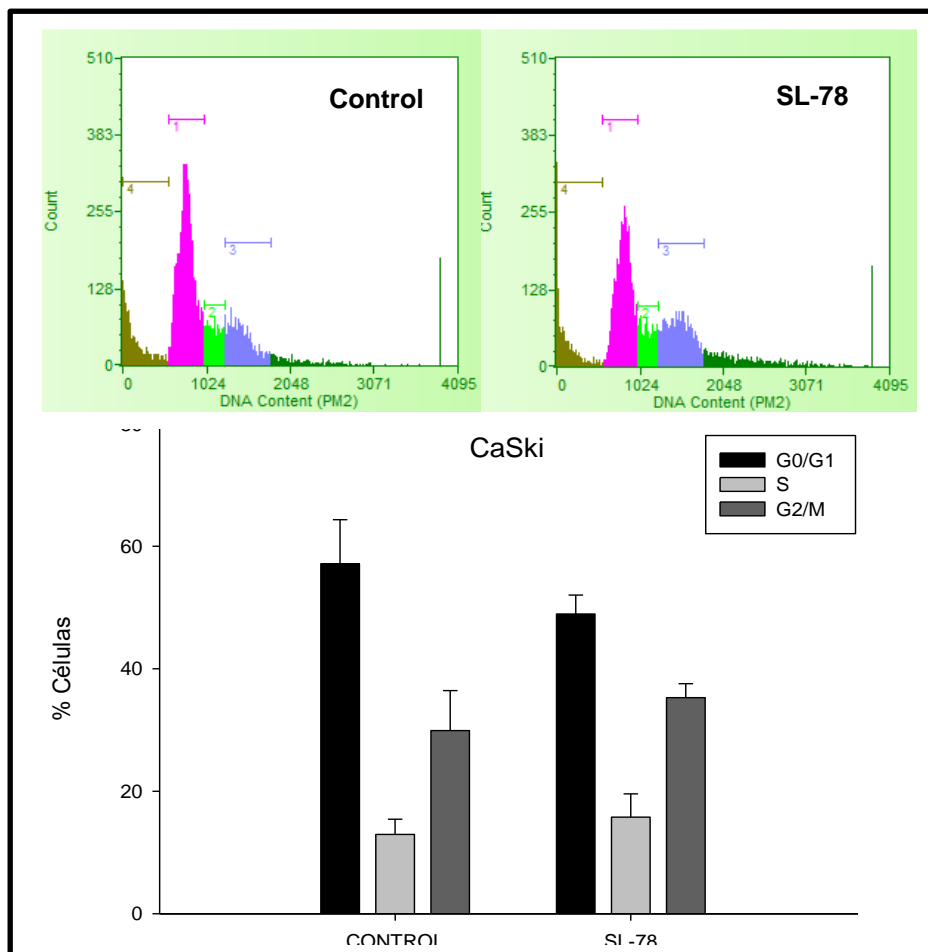 510
383
255
128
0
Count
Control
1
4
2
3
0
1024
2048
3071
4095
DNA Content (PM2)
510
383
255
128
0
Count
SL-78
1
4
2
3
0
1024
2048
3071
4095
DNA Content (PM2)
80
CaSki
G0/G1
S
G2/M
60
40
20
0
% Células
CONTROL
SL-78